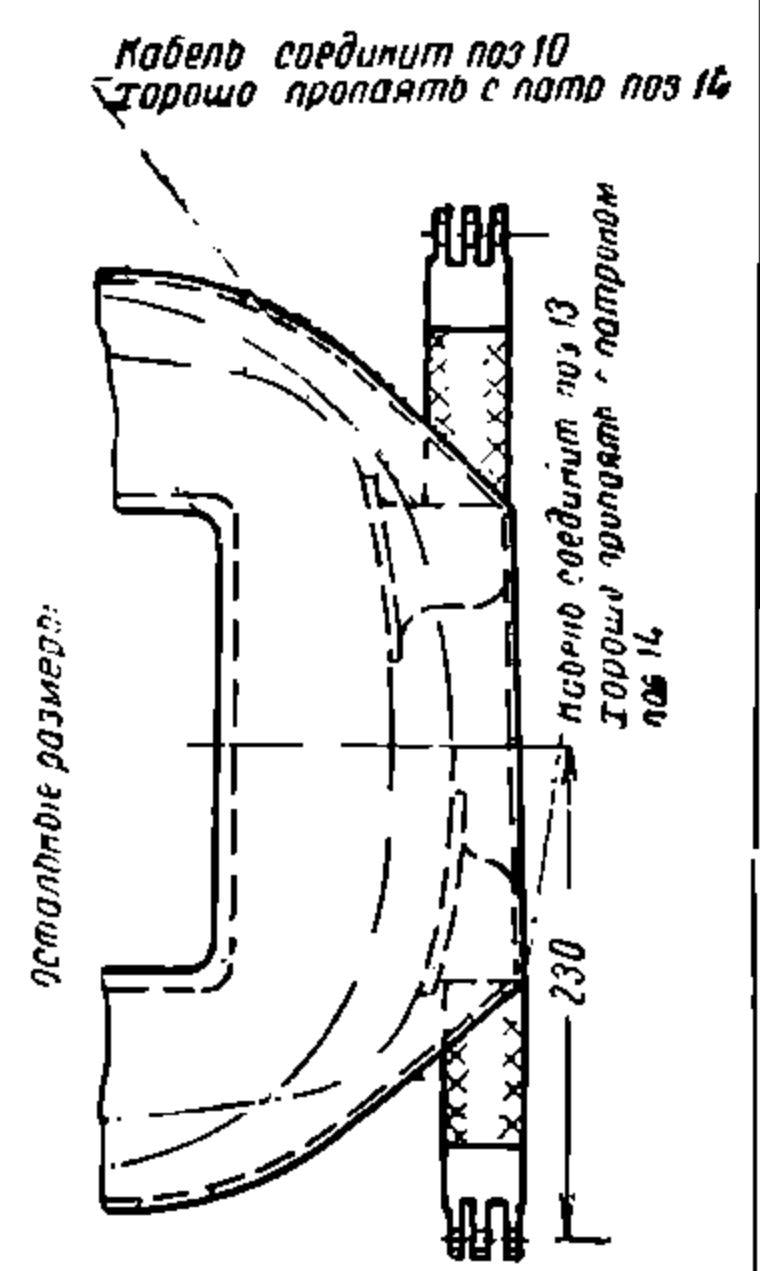 Кабель соединит поз 10
хорошо пропаять с патр поз 14
Кабель соединит поз 13
хорошо пропаять с патроном
поз 14
230
остальные размеры